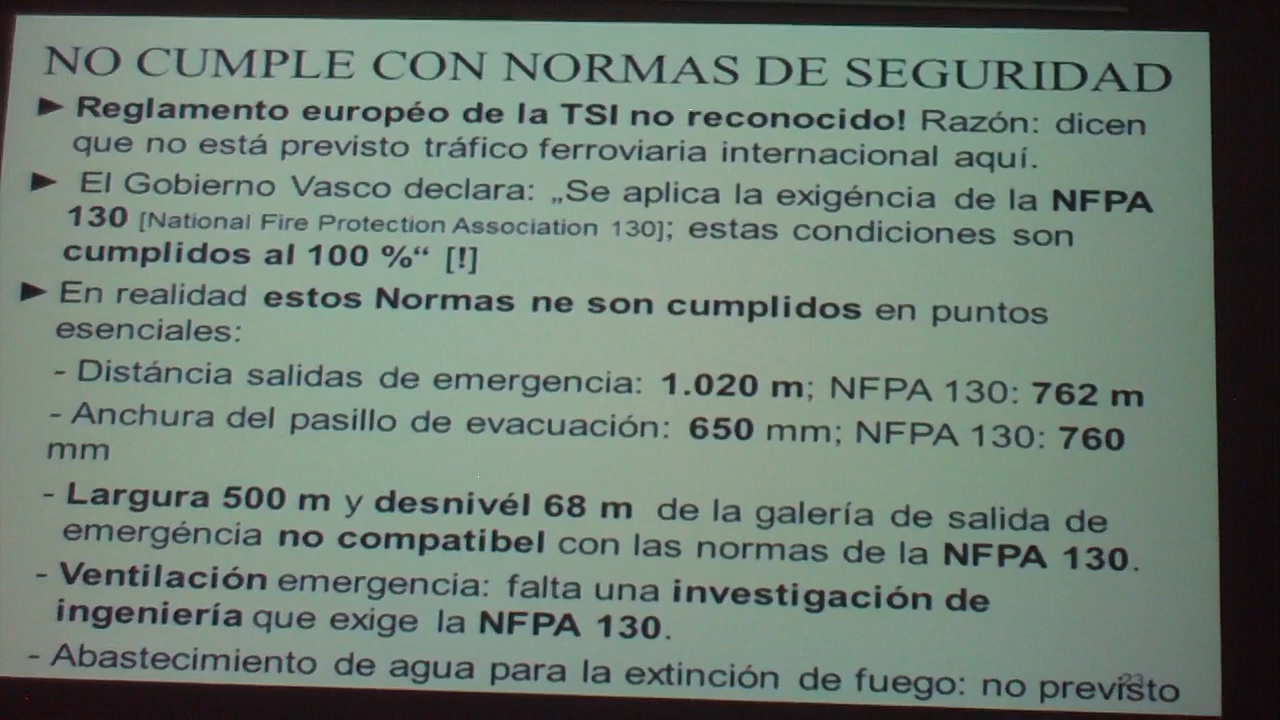 NO CUMPLE CON NORMAS DE SEGURIDAD
► Reglamento européo de la TSI no reconocido! Razón: dicen
que no está previsto tráfico ferroviaria internacional aquí.
► El Gobierno Vasco declara: „Se aplica la exigéncia de la NFPA
130 [National Fire Protection Association 130]; estas condiciones son
cumplidos al 100 %“ [!]
► En realidad estos Normas ne son cumplidos en puntos
esenciales:
- Distáncia salidas de emergencia: 1.020 m; NFPA 130: 762 m
- Anchura del pasillo de evacuación: 650 mm; NFPA 130: 760
mm
- Largura 500 m y desnivél 68 m de la galería de salida de
emergéncia no compatibel con las normas de la NFPA 130.
- Ventilación emergencia: falta una investigación de
ingeniería que exige la NFPA 130.
- Abastecimiento de agua para la extinción de fuego: no previsto
23